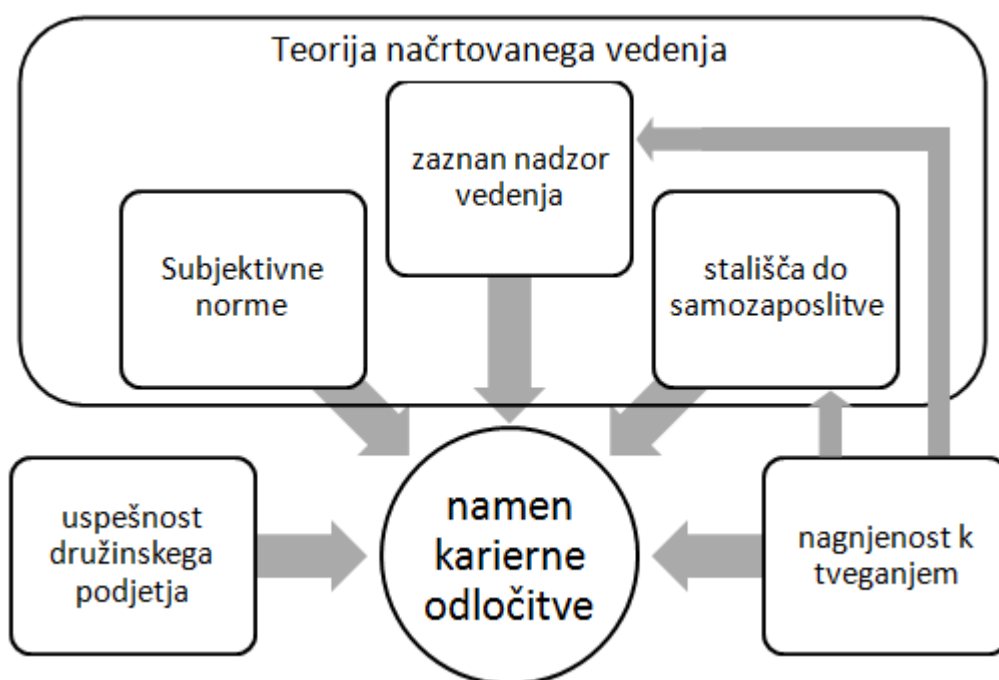 Teorija načrtovanega vedenja
zaznan nadzor
vedenja
Subjektivne
norme
stališča do
samozaposlitve
uspešnost
družinskega
podjetja
namen
karierne
odločitve
nagnjenost k
tveganjem